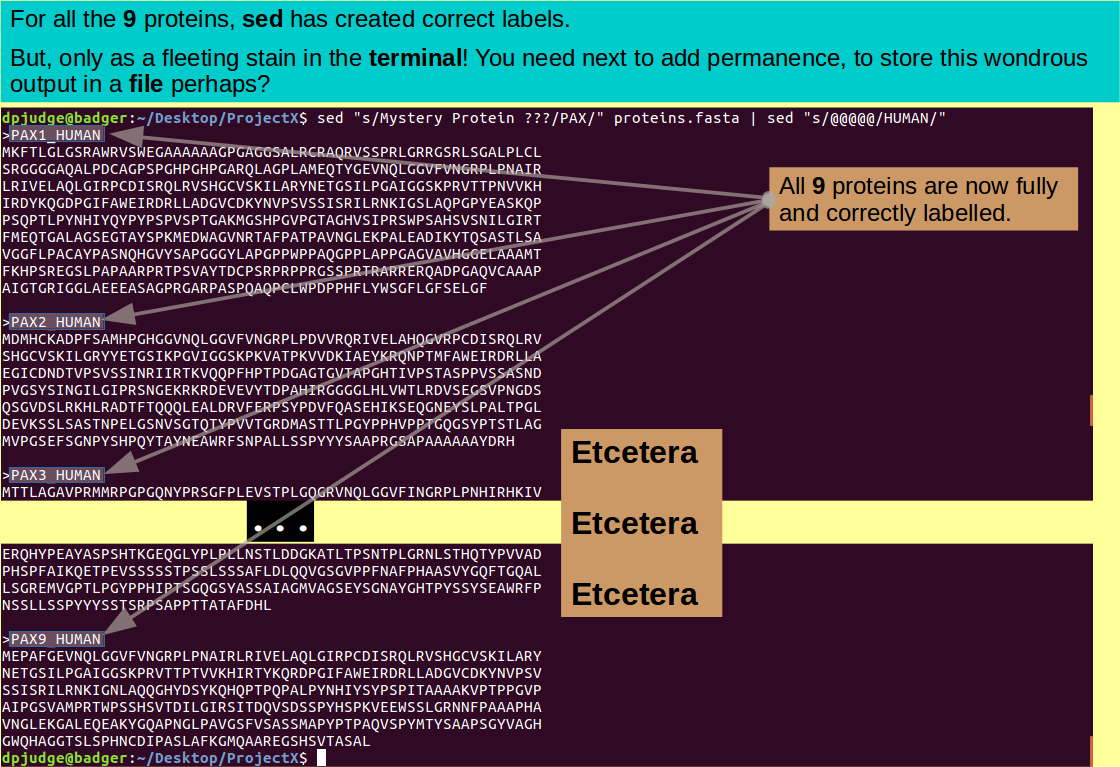 For all the 9 proteins, sed has created correct labels.
But, only as a fleeting stain in the terminal! You need next to add permanence, to store this wondrous
output in a file perhaps?
dpjudge@badger:~/Desktop/ProjectX$ sed "s/Mystery Protein ???/PAX/" proteins.fasta | sed "s/@@@@@/HUMAN/"
>PAX1_HUMAN
MKFTLGLGSRAWRVSWEGAAAAAAGPGAGGSALRCRAQRVSSPRLGRRGSRLSGALPLCL
SRGGGGAQALPDCAGPSPGHPGHPGARQLAGPLAMEQTYGEVNQLGGVFVNGRPLPNAIR
LRIVELAQLGIRPCDISRQLRVSHGCVSKILARYNETGSILPGAIGGSKPRVTTPNVVKH
IRDYKQGDPGIFAWEIRDRLLADGVCDKYNVPSVSSISRILRNKIGSLAQPGPYEASKQP
PSQPTLPYNHIYQYPYPSPVSPTGAKMGSHPGVPGTAGHVSIPRSWPSAHSVSNILGIRT
FMEQTGALAGSEGTAYSPKMEDWAGVNRTAFPATPAVNGLEKPALEADIKYTQSASTLSA
VGGFLPACAYPASNQHGVYSAPGGGYLAPGPPWPPAQGPPLAPPGAGVAVHGGELAAAMT
FKHPSREGSLPAPAARPRTPSVAYTDCPSRPRPPRGSSPRTRARRERQADPGAQVCAAAP
AIGTGRIGGLAEEEASAGPRGARPASPQAQPCLWPDPPHFLYWSGFLGFSELGF
All 9 proteins are now fully
and correctly labelled.
>PAX2_HUMAN
MDMHCKADPFSAMHPGHGGVNQLGGVFVNGRPLPDVVRQRIVELAHQGVRPCDISRQLRV
SHGCVSKILGRYYETGSIKPGVIGGSKPKVATPKVVDKIAEYKRQNPTMFAWEIRDRLLA
EGICDNDTVPSVSSINRIIRTKVQQPFHPTPDGAGTGVTAPGHTIVPSTASPPVSSASND
PVGSYSINGILGIPRSNGEKRKRDEVEVYTDPAHIRGGGGLHLVWTLRDVSEGSVPNGDS
QSGVDSLRKHLRADTFTQQQLEALDRVFERPSYPDVFQASEHIKSEQGNEYSLPALTPGL
DEVKSSLSASTNPELGSNVSGTQTYPVVTGRDMASTTLPGYPPHVPPTGQGSYPTSTLAG
MVPGSEFSGNPYSHPQYTAYNEAWRFSNPALLSSPYYYSAAPRGSAPAAAAAAYDRH
>PAX3_HUMAN
MTTLAGAVPRMMRPGPGQNYPRSGFPLEVSTPLGQGRVNQLGGVFINGRPLPNHIRHKIV
...
Etcetera
Etcetera
Etcetera
ERQHYPEAYASPSHTKGEQGLYPLPLLNSTLDDGKATLTPSNTPLGRNLSTHQTYPVVAD
PHSPFAIKQETPEVSSSSSTPSSLSSSAFLDLQQVGSGVPPFNAFPHAASVYGQFTGQAL
LSGREMVGPTLPGYPPHIPTSGQGSYASSAIAGMVAGSEYSGNAYGHTPYSSYSEAWRFP
NSSLLSSPYYYSSTSRPSAPPTTATAFDHL
>PAX9_HUMAN
MEPAFGEVNQLGGVFVNGRPLPNAIRLRIVELAQLGIRPCDISRQLRVSHGCVSKILARY
NETGSILPGAIGGSKPRVTTPTVVKHIRTYKQRDPGIFAWEIRDRLLADGVCDKYNVPSV
SSISRILRNKIGNLAQQGHYDSYKQHQPTPQPALPYNHIYSYPSPITAAAAKVPTPPGVP
AIPGSVAMPRTWPSSHSVTDILGIRSITDQVSDSSPYHSPKVEEWSSLGRNNFPAAAPHA
VNGLEKGALEQEAKYGQAPNGLPAVGSFVSASSMAPYPTPAQVSPYMTYSAAPSGYVAGH
GWQHAGGTSLSPHNCDIPASLAFKGMQAAREGSHSVTASAL
dpjudge@badger:~/Desktop/ProjectX$